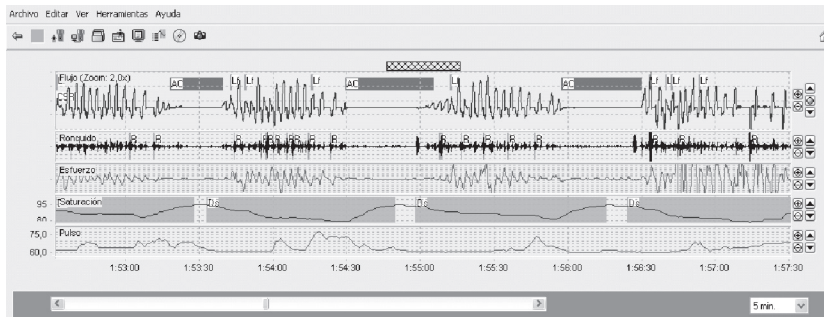 Archivo Editar Ver Herramientas Ayuda
Flujo (Zoom: 2,0x)
AC Lf Lf Lf AC Lf AC Lf Lf Lf
Ronquido R R R R R R R R R R R R R R R R
Esfuerzo
Saturación Ds Ds Ds
95
Pulso
75,0
60,0
1:53:00 1:53:30 1:54:00 1:54:30 1:55:00 1:55:30 1:56:00 1:56:30 1:57:00 1:57:30
5 min.